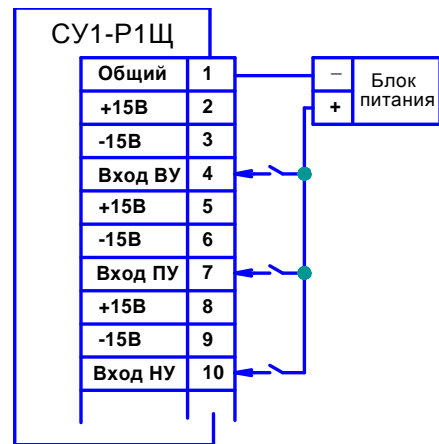 СУ1-Р1Щ
Общий 1
+15В 2
-15В 3
Вход ВУ 4
+15В 5
-15В 6
Вход ПУ 7
+15В 8
-15В 9
Вход НУ 10
– Блок
+ питания